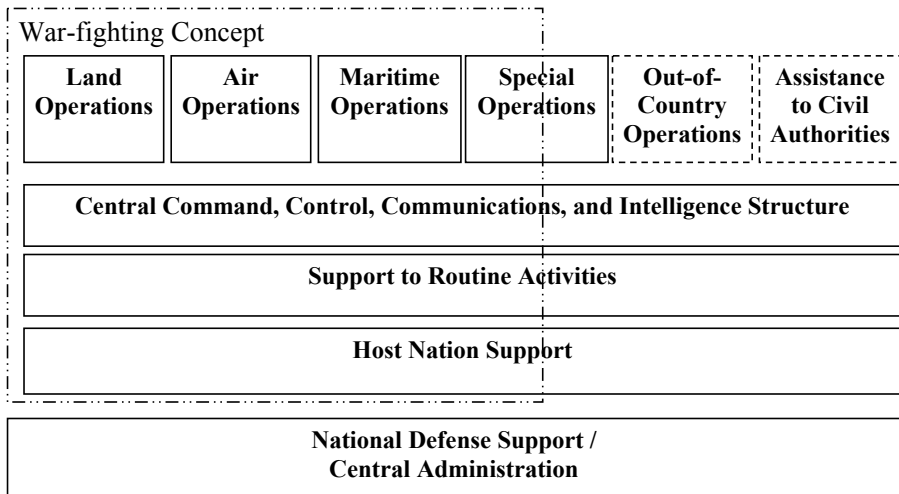 War-fighting Concept
Land
Operations
Air
Operations
Maritime
Operations
Special
Operations
Out-of-
Country
Operations
Assistance
to Civil
Authorities
Central Command, Control, Communications, and Intelligence Structure
Support to Routine Activities
Host Nation Support
National Defense Support /
Central Administration